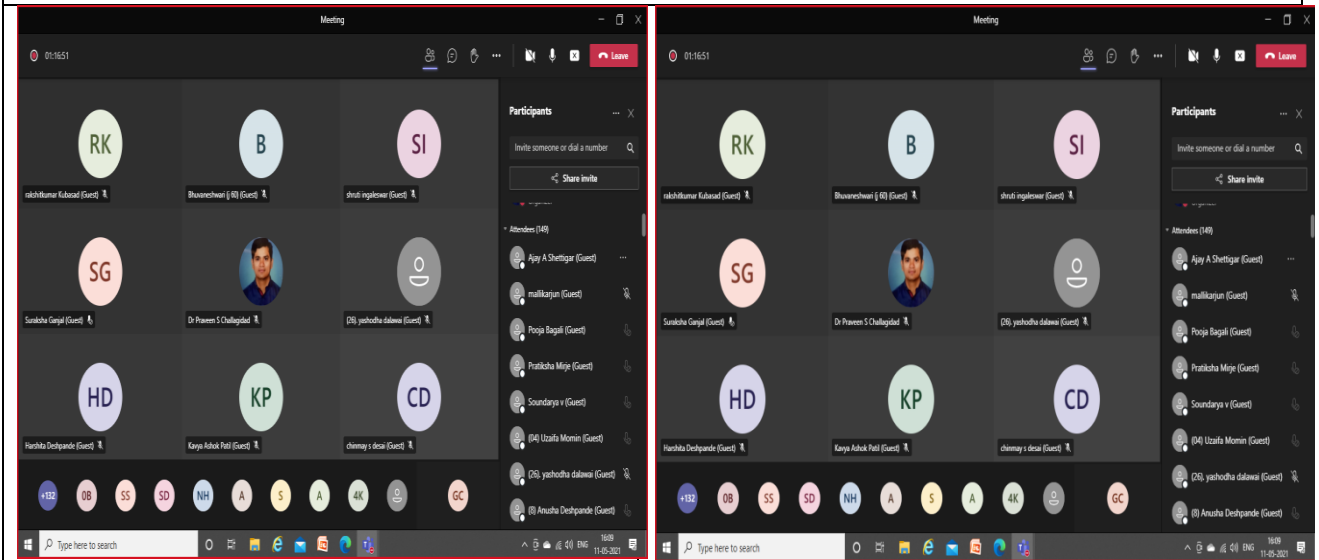 Meeting
01:16:51
Leave
RK
B
SI
rakshitkumar Kubasad (Guest)
Bhuvaneshwari (j 60) (Guest)
shruti ingaleswar (Guest)
SG
Suraksha Ganjal (Guest)
Dr Praveen S Challagidad
(26), yashodha dalawai (Guest)
HD
KP
CD
Harshita Deshpande (Guest)
Kavya Ashok Patil (Guest)
chinmay s desai (Guest)
+132
0B
SS
SD
NH
A
S
A
4K
GC
Participants
Invite someone or dial a number
Share invite
Attendees (149)
Ajay A Shettigar (Guest)
mallikarjun (Guest)
Pooja Bagali (Guest)
Pratiksha Mirje (Guest)
Soundarya v (Guest)
(04) Uzaifa Momin (Guest)
(26), yashodha dalawai (Guest)
(8) Anusha Deshpande (Guest)
Type here to search
ENG
16:09
11-05-2021
Meeting
01:16:51
Leave
RK
B
SI
rakshitkumar Kubasad (Guest)
Bhuvaneshwari (j 60) (Guest)
shruti ingaleswar (Guest)
SG
Suraksha Ganjal (Guest)
Dr Praveen S Challagidad
(26), yashodha dalawai (Guest)
HD
KP
CD
Harshita Deshpande (Guest)
Kavya Ashok Patil (Guest)
chinmay s desai (Guest)
+132
0B
SS
SD
NH
A
S
A
4K
GC
Participants
Invite someone or dial a number
Share invite
Attendees (149)
Ajay A Shettigar (Guest)
mallikarjun (Guest)
Pooja Bagali (Guest)
Pratiksha Mirje (Guest)
Soundarya v (Guest)
(04) Uzaifa Momin (Guest)
(26), yashodha dalawai (Guest)
(8) Anusha Deshpande (Guest)
Type here to search
ENG
16:09
11-05-2021